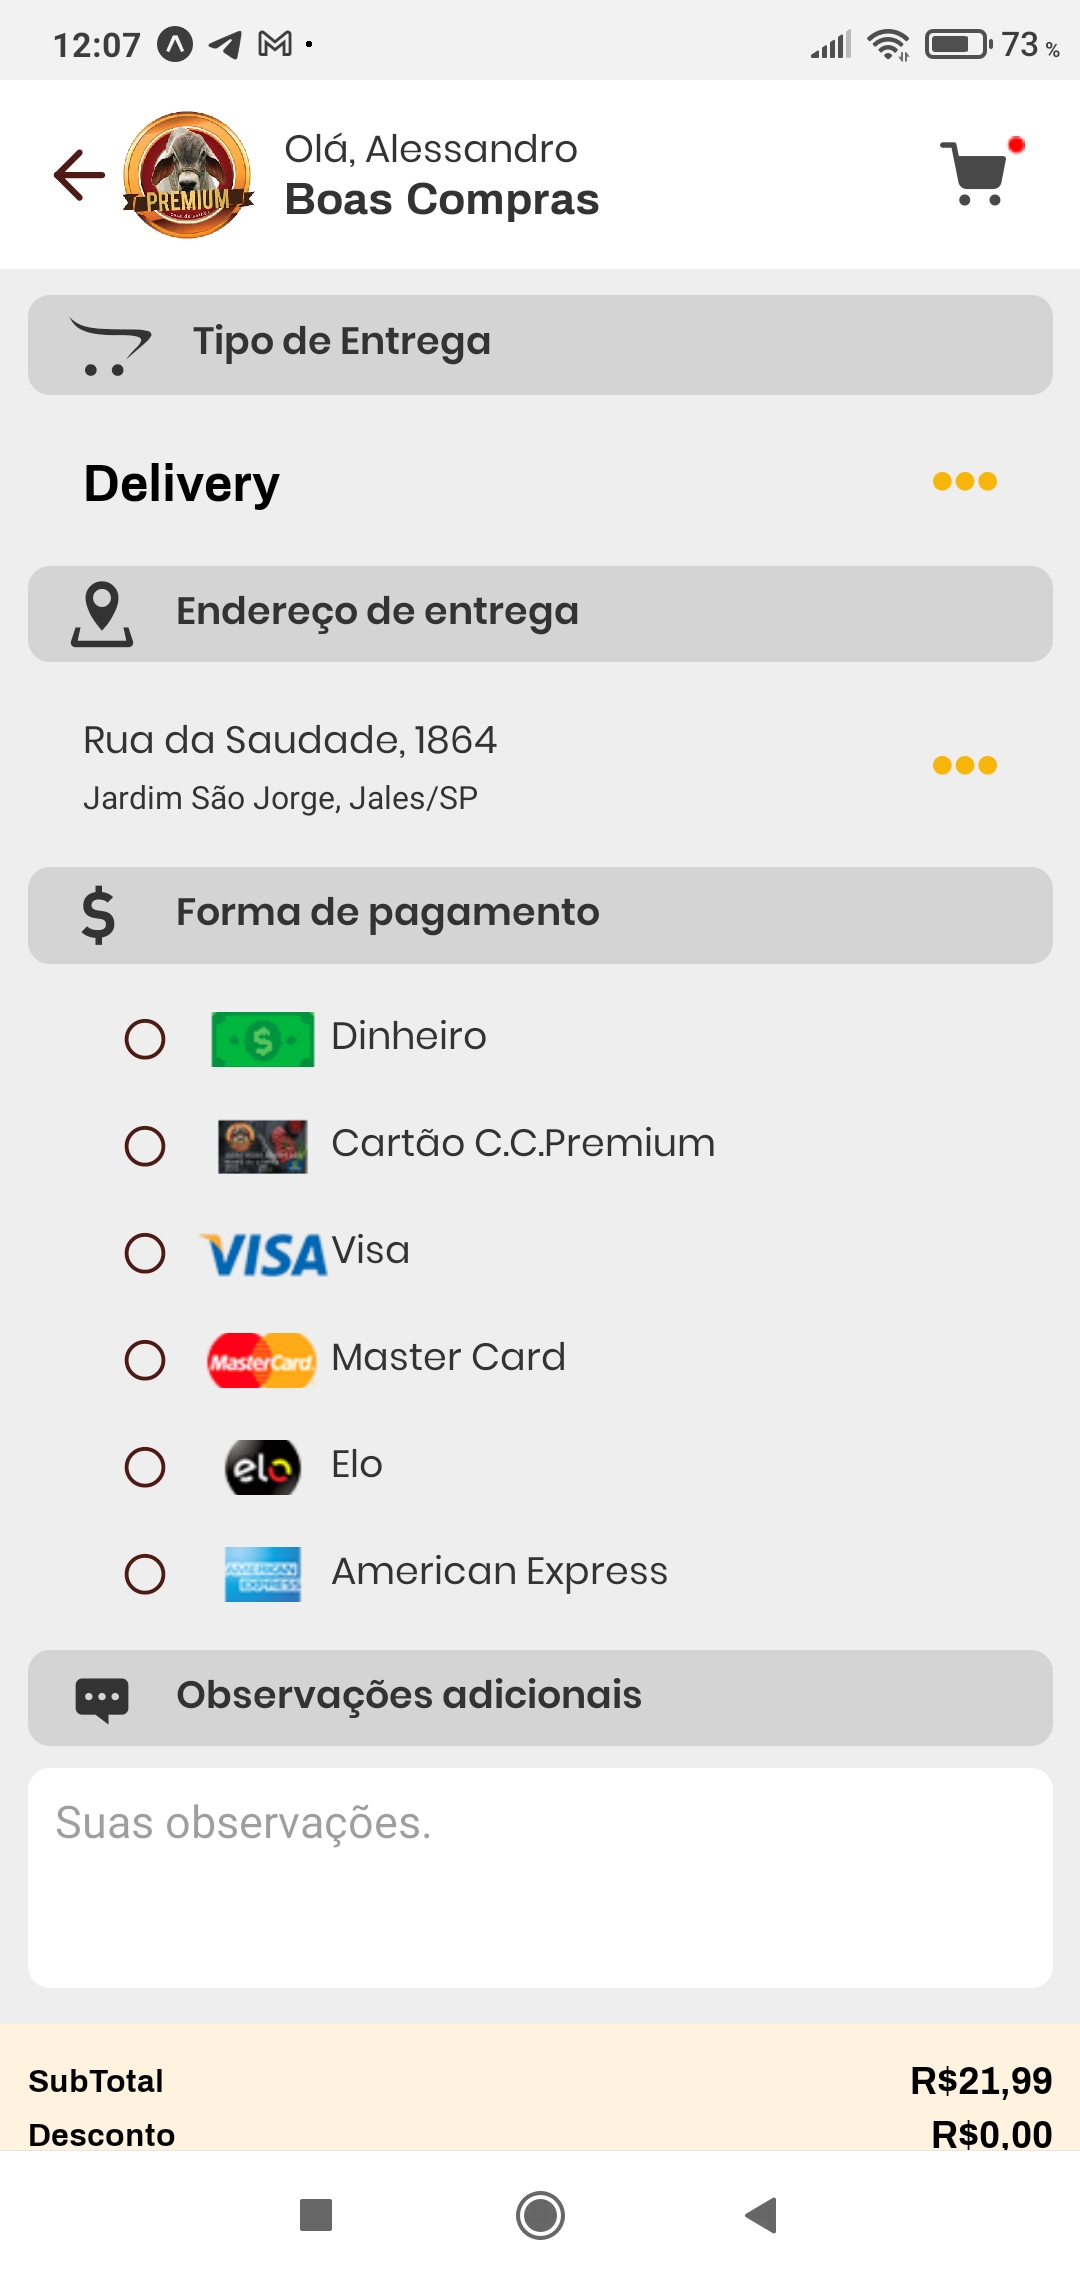 12:07
73 %
PREMIUM
Olá, Alessandro
Boas Compras
Tipo de Entrega
Delivery
Endereço de entrega
Rua da Saudade, 1864
Jardim São Jorge, Jales/SP
Forma de pagamento
Dinheiro
Cartão C.C.Premium
VISA Visa
MasterCard Master Card
elo Elo
AMERICAN EXPRESS American Express
Observações adicionais
Suas observações.
SubTotal R$21,99
Desconto R$0,00